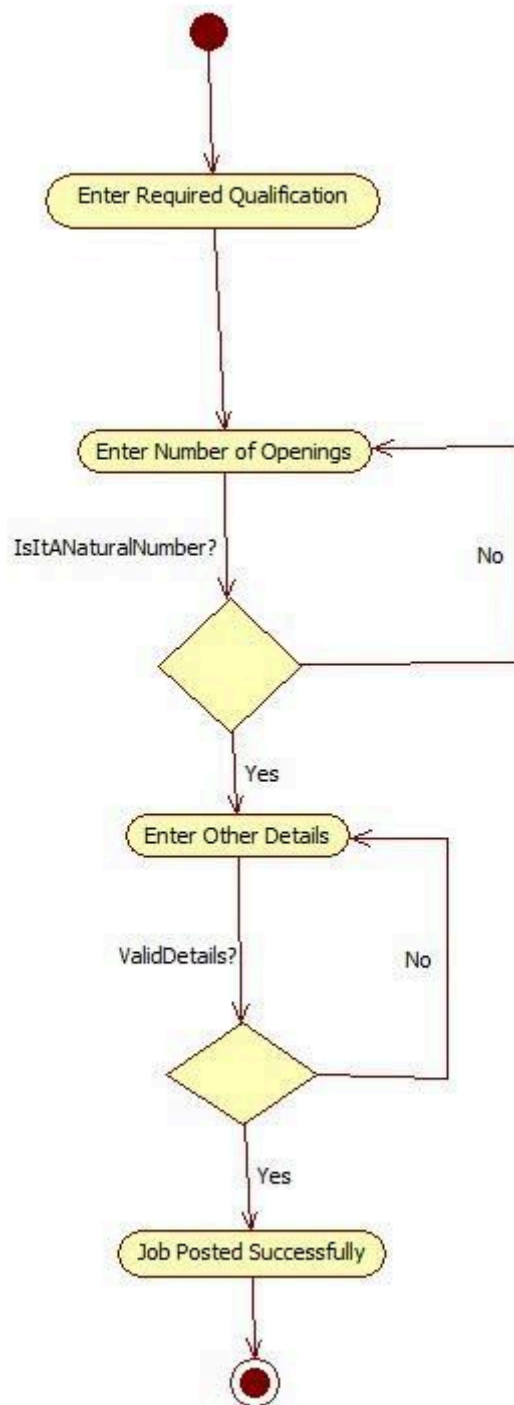 Enter Required Qualification
Enter Number of Openings
IsItANaturalNumber?
No
Yes
Enter Other Details
ValidDetails?
No
Yes
Job Posted Successfully